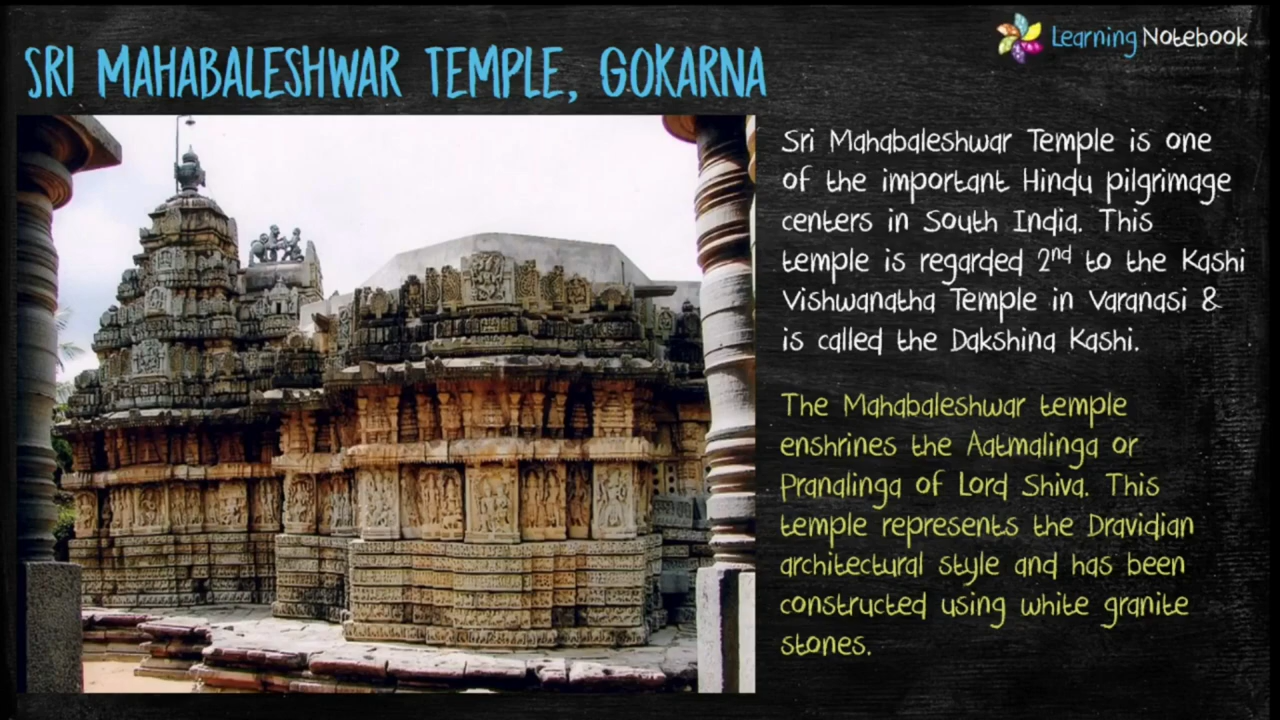 Learning Notebook
SRI MAHABALESHWAR TEMPLE, GOKARNA
Sri Mahabaleshwar Temple is one
of the important Hindu pilgrimage
centers in South India. This
temple is regarded 2nd to the Kashi
Vishwanatha Temple in Varanasi &
is called the Dakshina Kashi.
The Mahabaleshwar temple
enshrines the Aatmalinga or
Pranalinga of Lord Shiva. This
temple represents the Dravidian
architectural style and has been
constructed using white granite
stones.